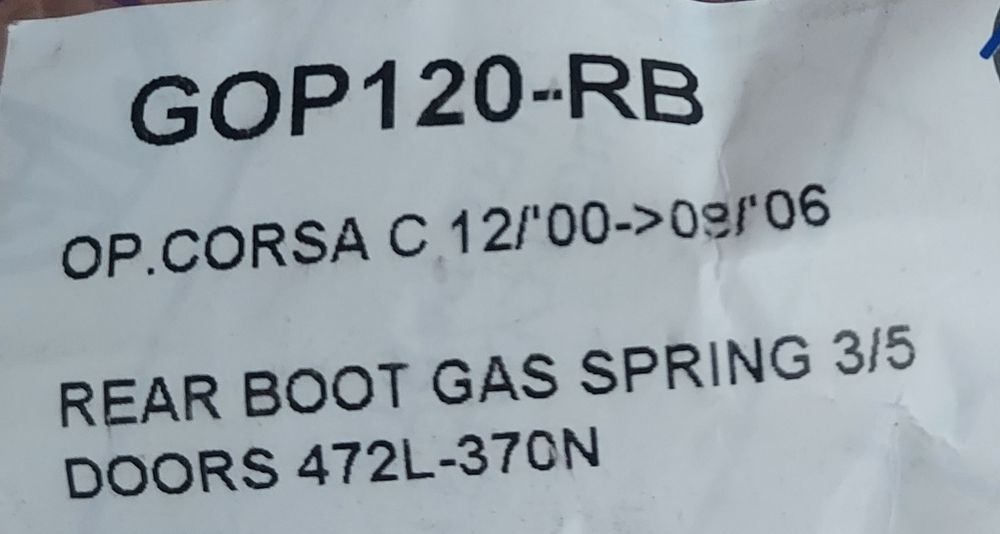 GOP120-RB
OP.CORSA C 12/'00->09/'06
REAR BOOT GAS SPRING 3/5
DOORS 472L-370N